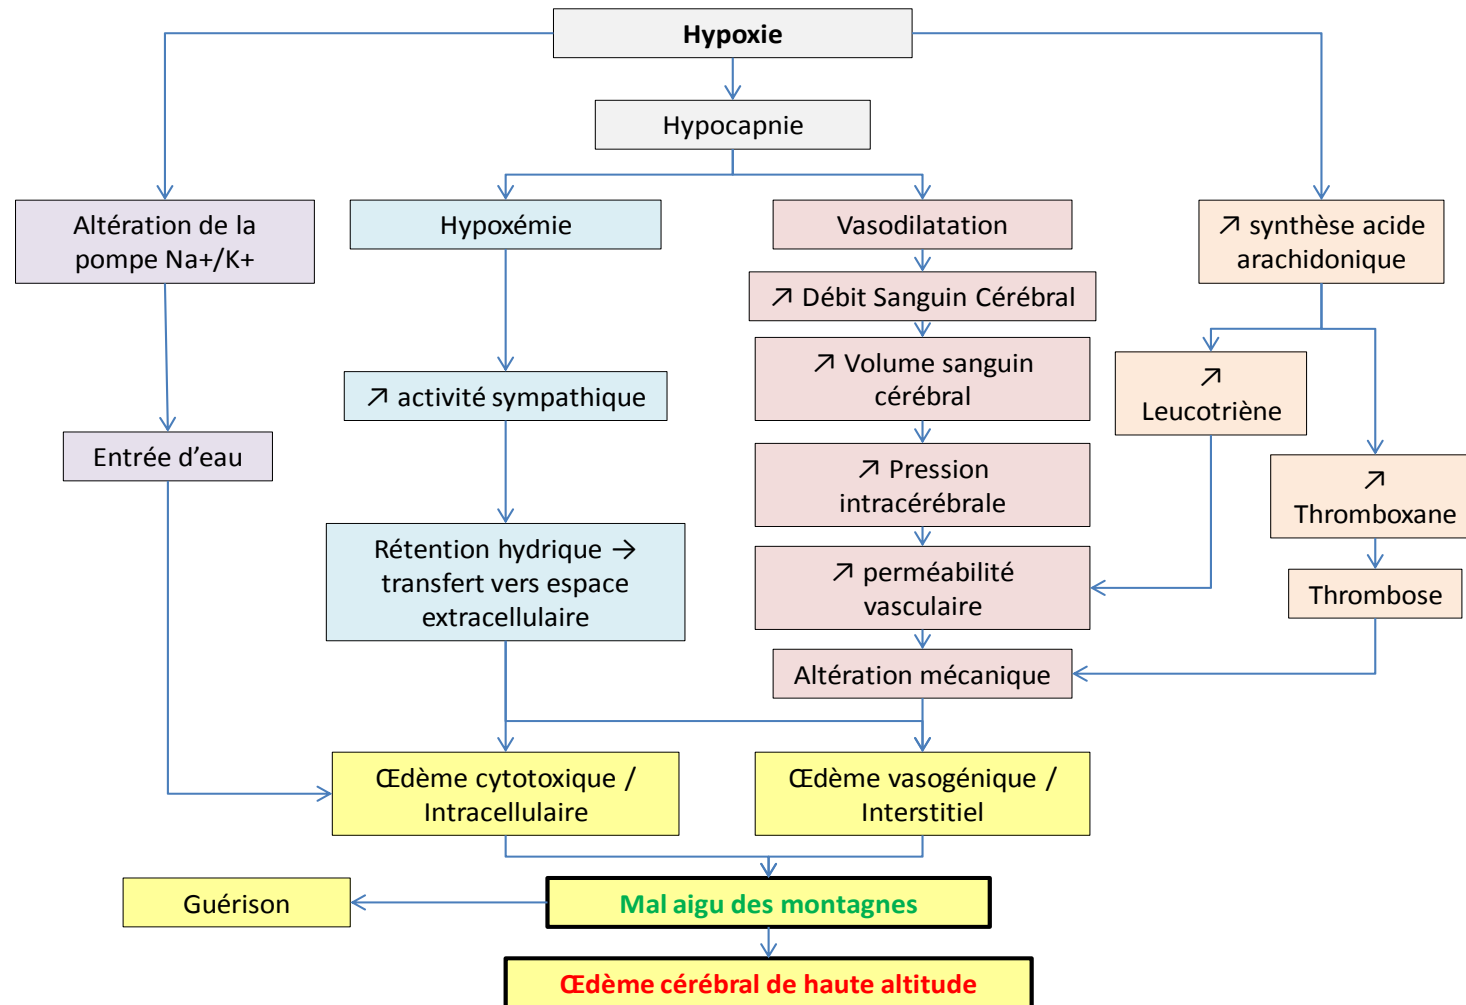 Hypoxie
Hypocapnie
Altération de la
pompe Na+/K+
Hypoxémie
Vasodilatation
↗ synthèse acide
arachidonique
↗ Débit Sanguin Cérébral
↗ Volume sanguin
cérébral
↗
Leucotriène
↗ activité sympathique
Entrée d’eau
↗ Pression
intracérébrale
↗
Thromboxane
Rétention hydrique →
transfert vers espace
extracellulaire
↗ perméabilité
vasculaire
Thrombose
Altération mécanique
Œdème cytotoxique /
Intracellulaire
Œdème vasogénique /
Interstitiel
Guérison
Mal aigu des montagnes
Œdème cérébral de haute altitude